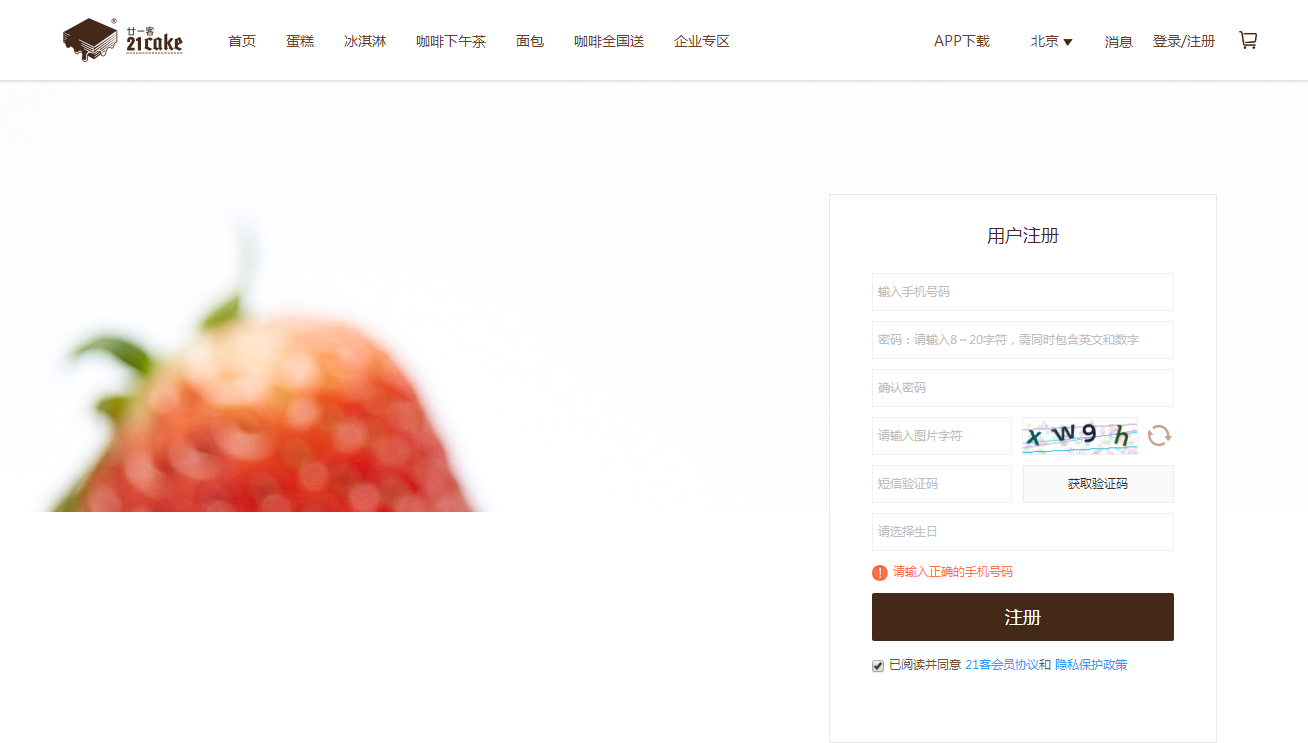 廿一客
21cake
首页 蛋糕 冰淇淋 咖啡下午茶 面包 咖啡全国送 企业专区 APP下载 北京 消息 登录/注册
用户注册
输入手机号码
密码：请输入8～20字符，需同时包含英文和数字
确认密码
请输入图片字符 xw9h
短信验证码 获取验证码
请选择生日
请输入正确的手机号码
注册
已阅读并同意 21客会员协议和 隐私保护政策